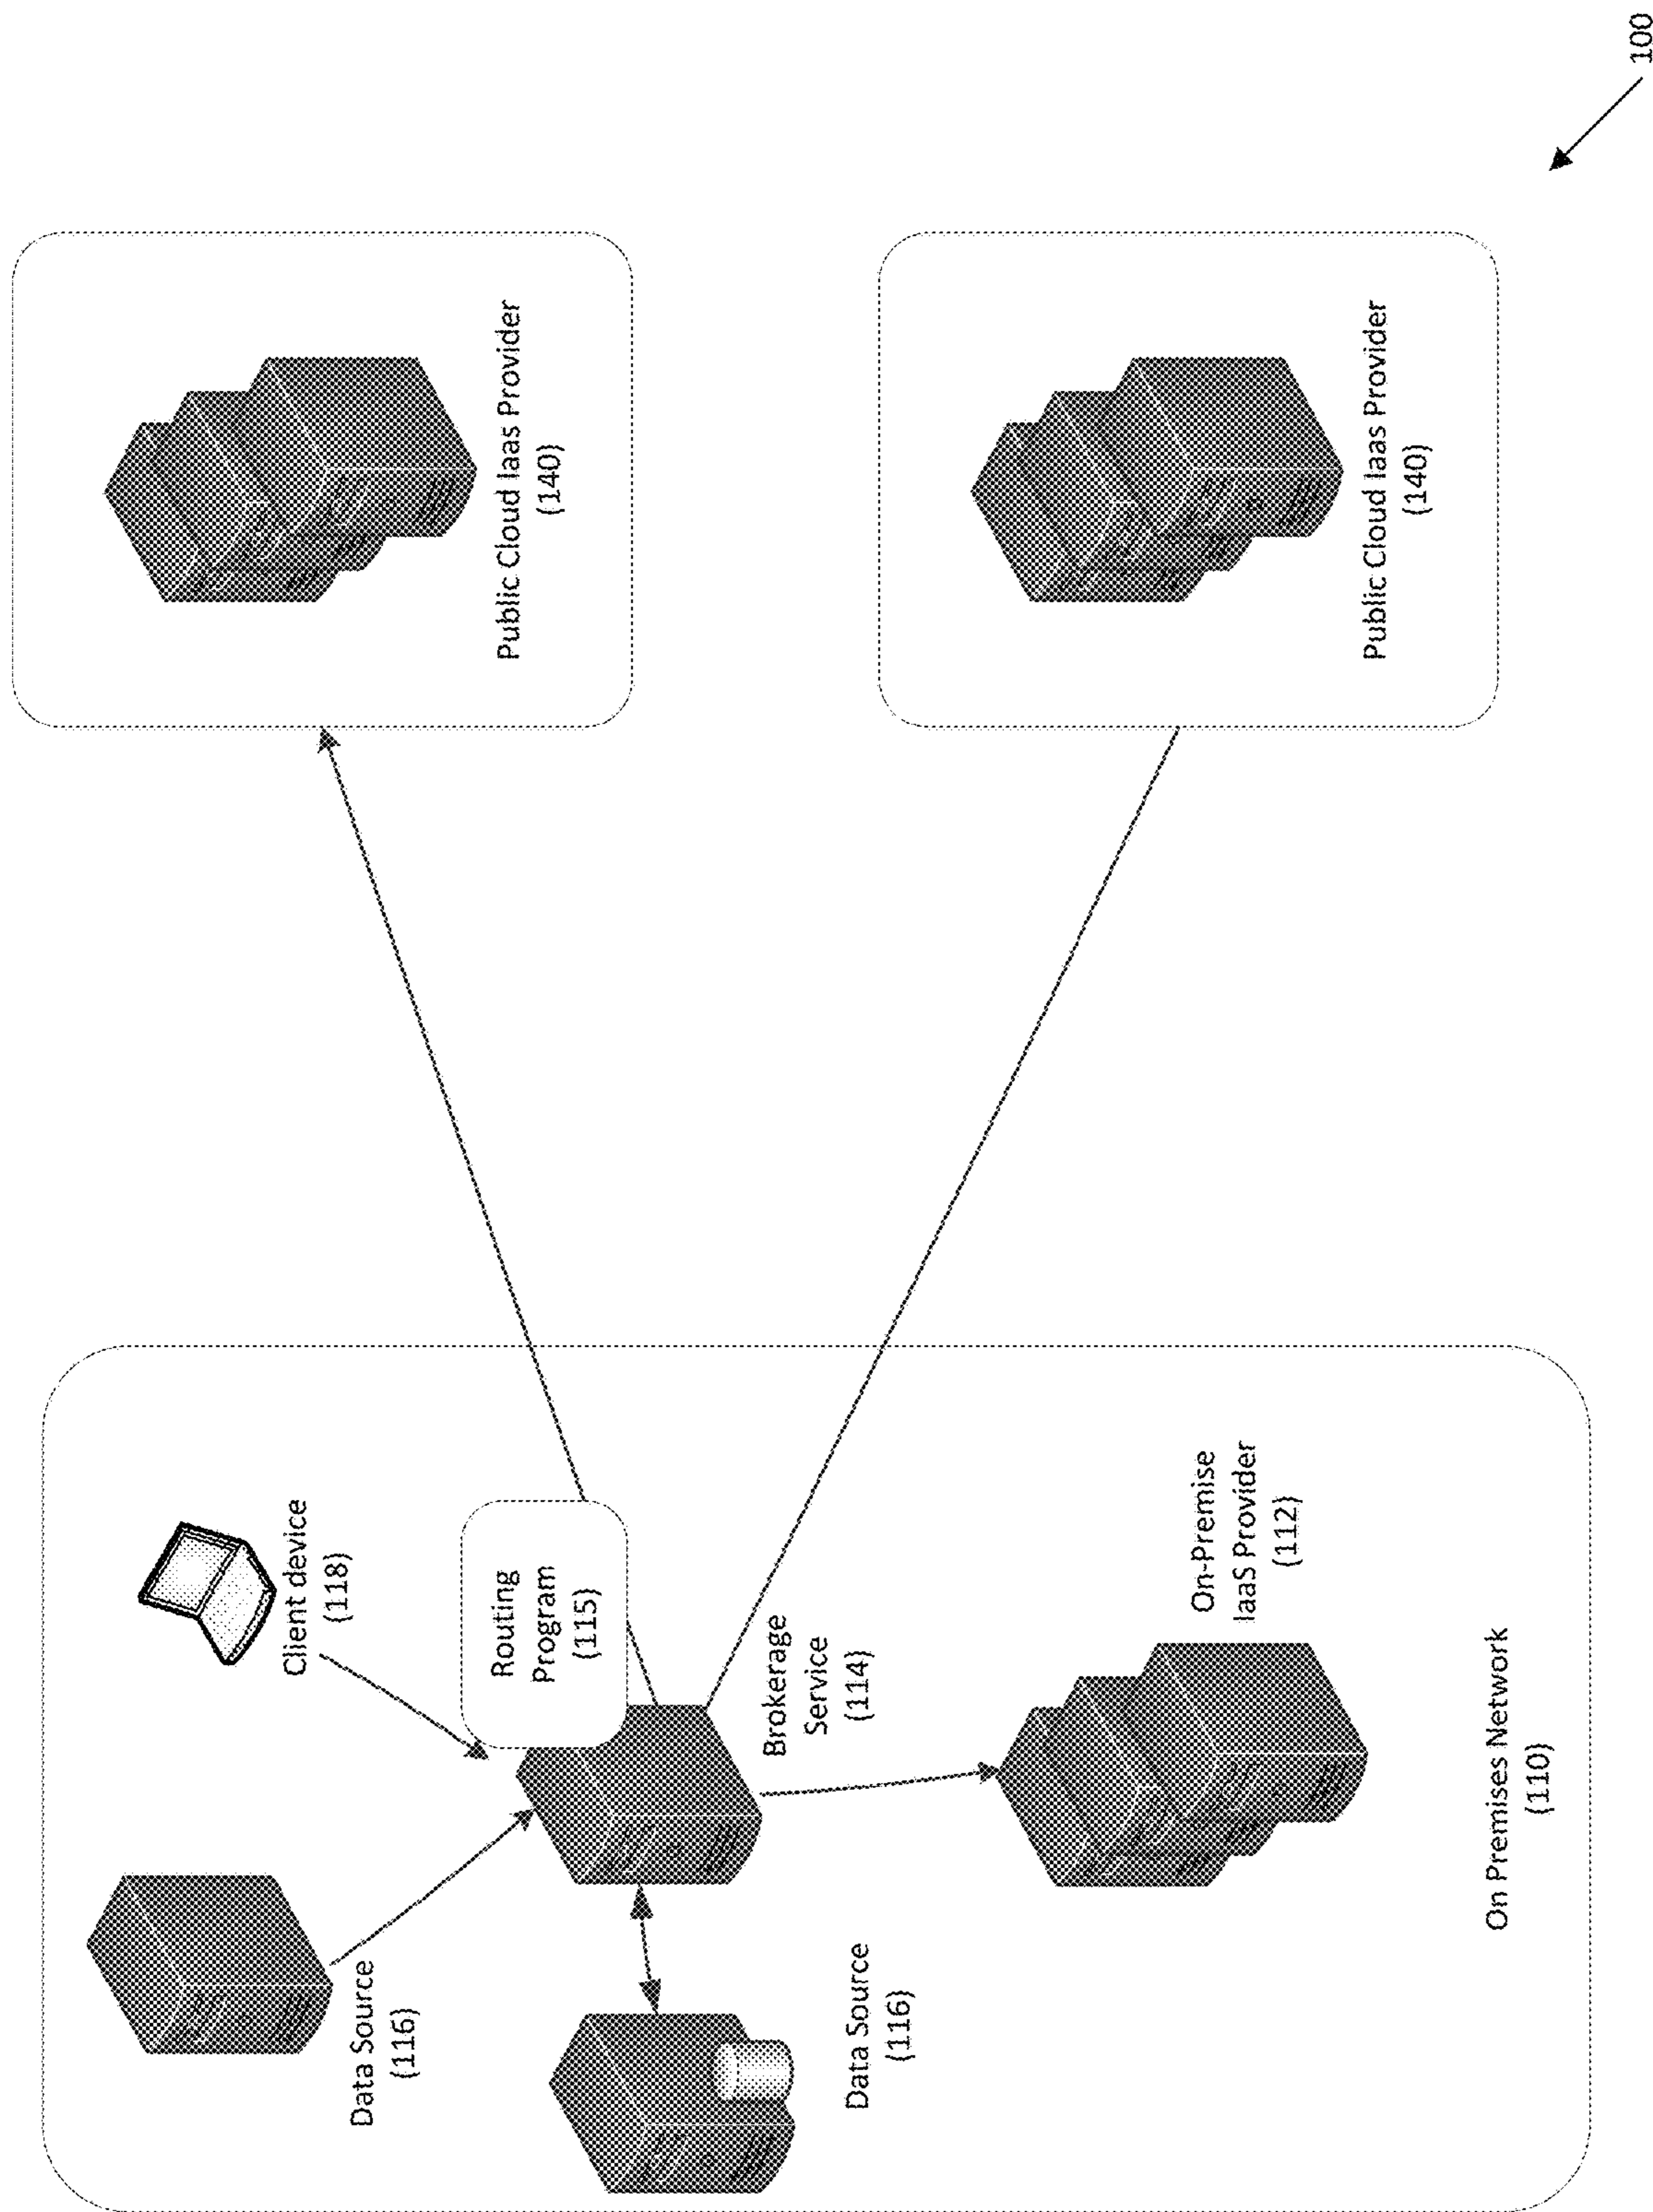 Data Source
{116}
Client device
{118}
Routing
Program
{115}
Data Source
{116}
Brokerage
Service
{114}
On-Premise
IaaS Provider
{112}
On Premises Network
{110}
Public Cloud Iaas Provider
{140}
Public Cloud Iaas Provider
{140}
100